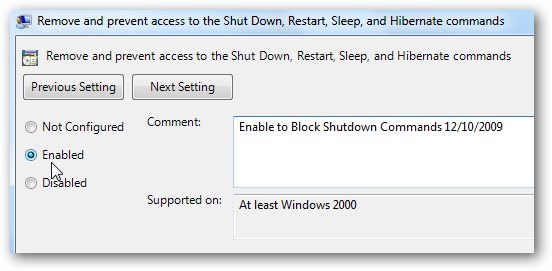 Remove and prevent access to the Shut Down, Restart, Sleep, and Hibernate commands
Remove and prevent access to the Shut Down, Restart, Sleep, and Hibernate commands
Previous Setting
Next Setting
Not Configured
Comment:
Enable to Block Shutdown Commands 12/10/2009
Enabled
Disabled
Supported on:
At least Windows 2000